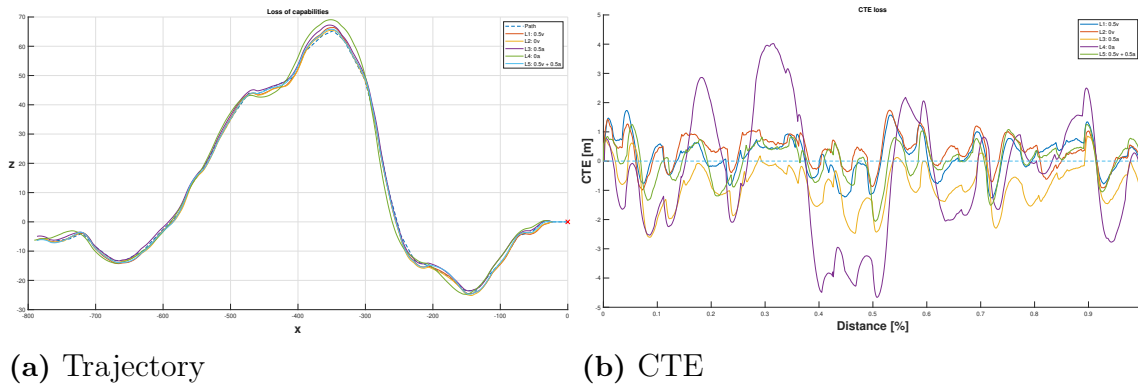 Loss of capabilities
70
60
50
40
30
20
10
0
-10
-20
-30
z
-800
-700
-600
-500
-400
-300
-200
-100
0
x
Path
L1: 0.5v
L2: 0v
L3: 0.5a
L4: 0a
L5: 0.5v + 0.5a
(a) Trajectory
CTE loss
5
4
3
2
1
0
-1
-2
-3
-4
-5
CTE [m]
0
0.1
0.2
0.3
0.4
0.5
0.6
0.7
0.8
0.9
Distance [%]
L1: 0.5v
L2: 0v
L3: 0.5a
L4: 0a
L5: 0.5v + 0.5a
(b) CTE